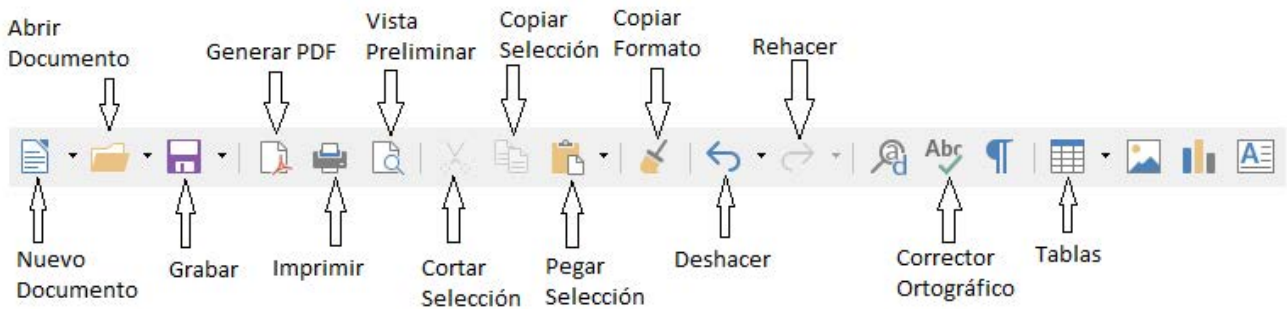 Abrir
Documento
Generar PDF
Vista
Preliminar
Copiar
Selección
Copiar
Formato
Rehacer
Abc
A
Nuevo
Documento
Grabar
Imprimir
Cortar
Selección
Pegar
Selección
Deshacer
Corrector
Ortográfico
Tablas